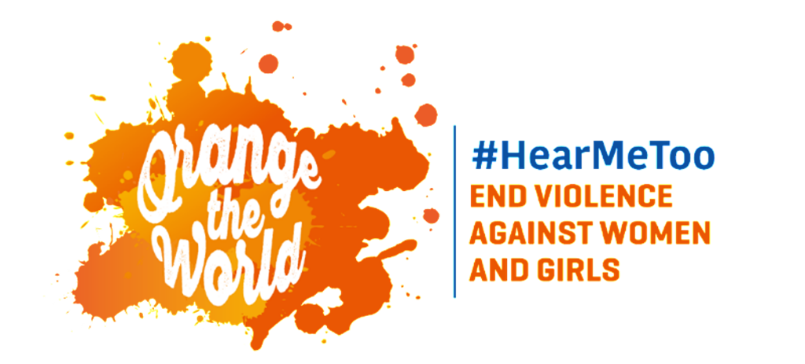 Orange
the
World
#HearMeToo
END VIOLENCE
AGAINST WOMEN
AND GIRLS